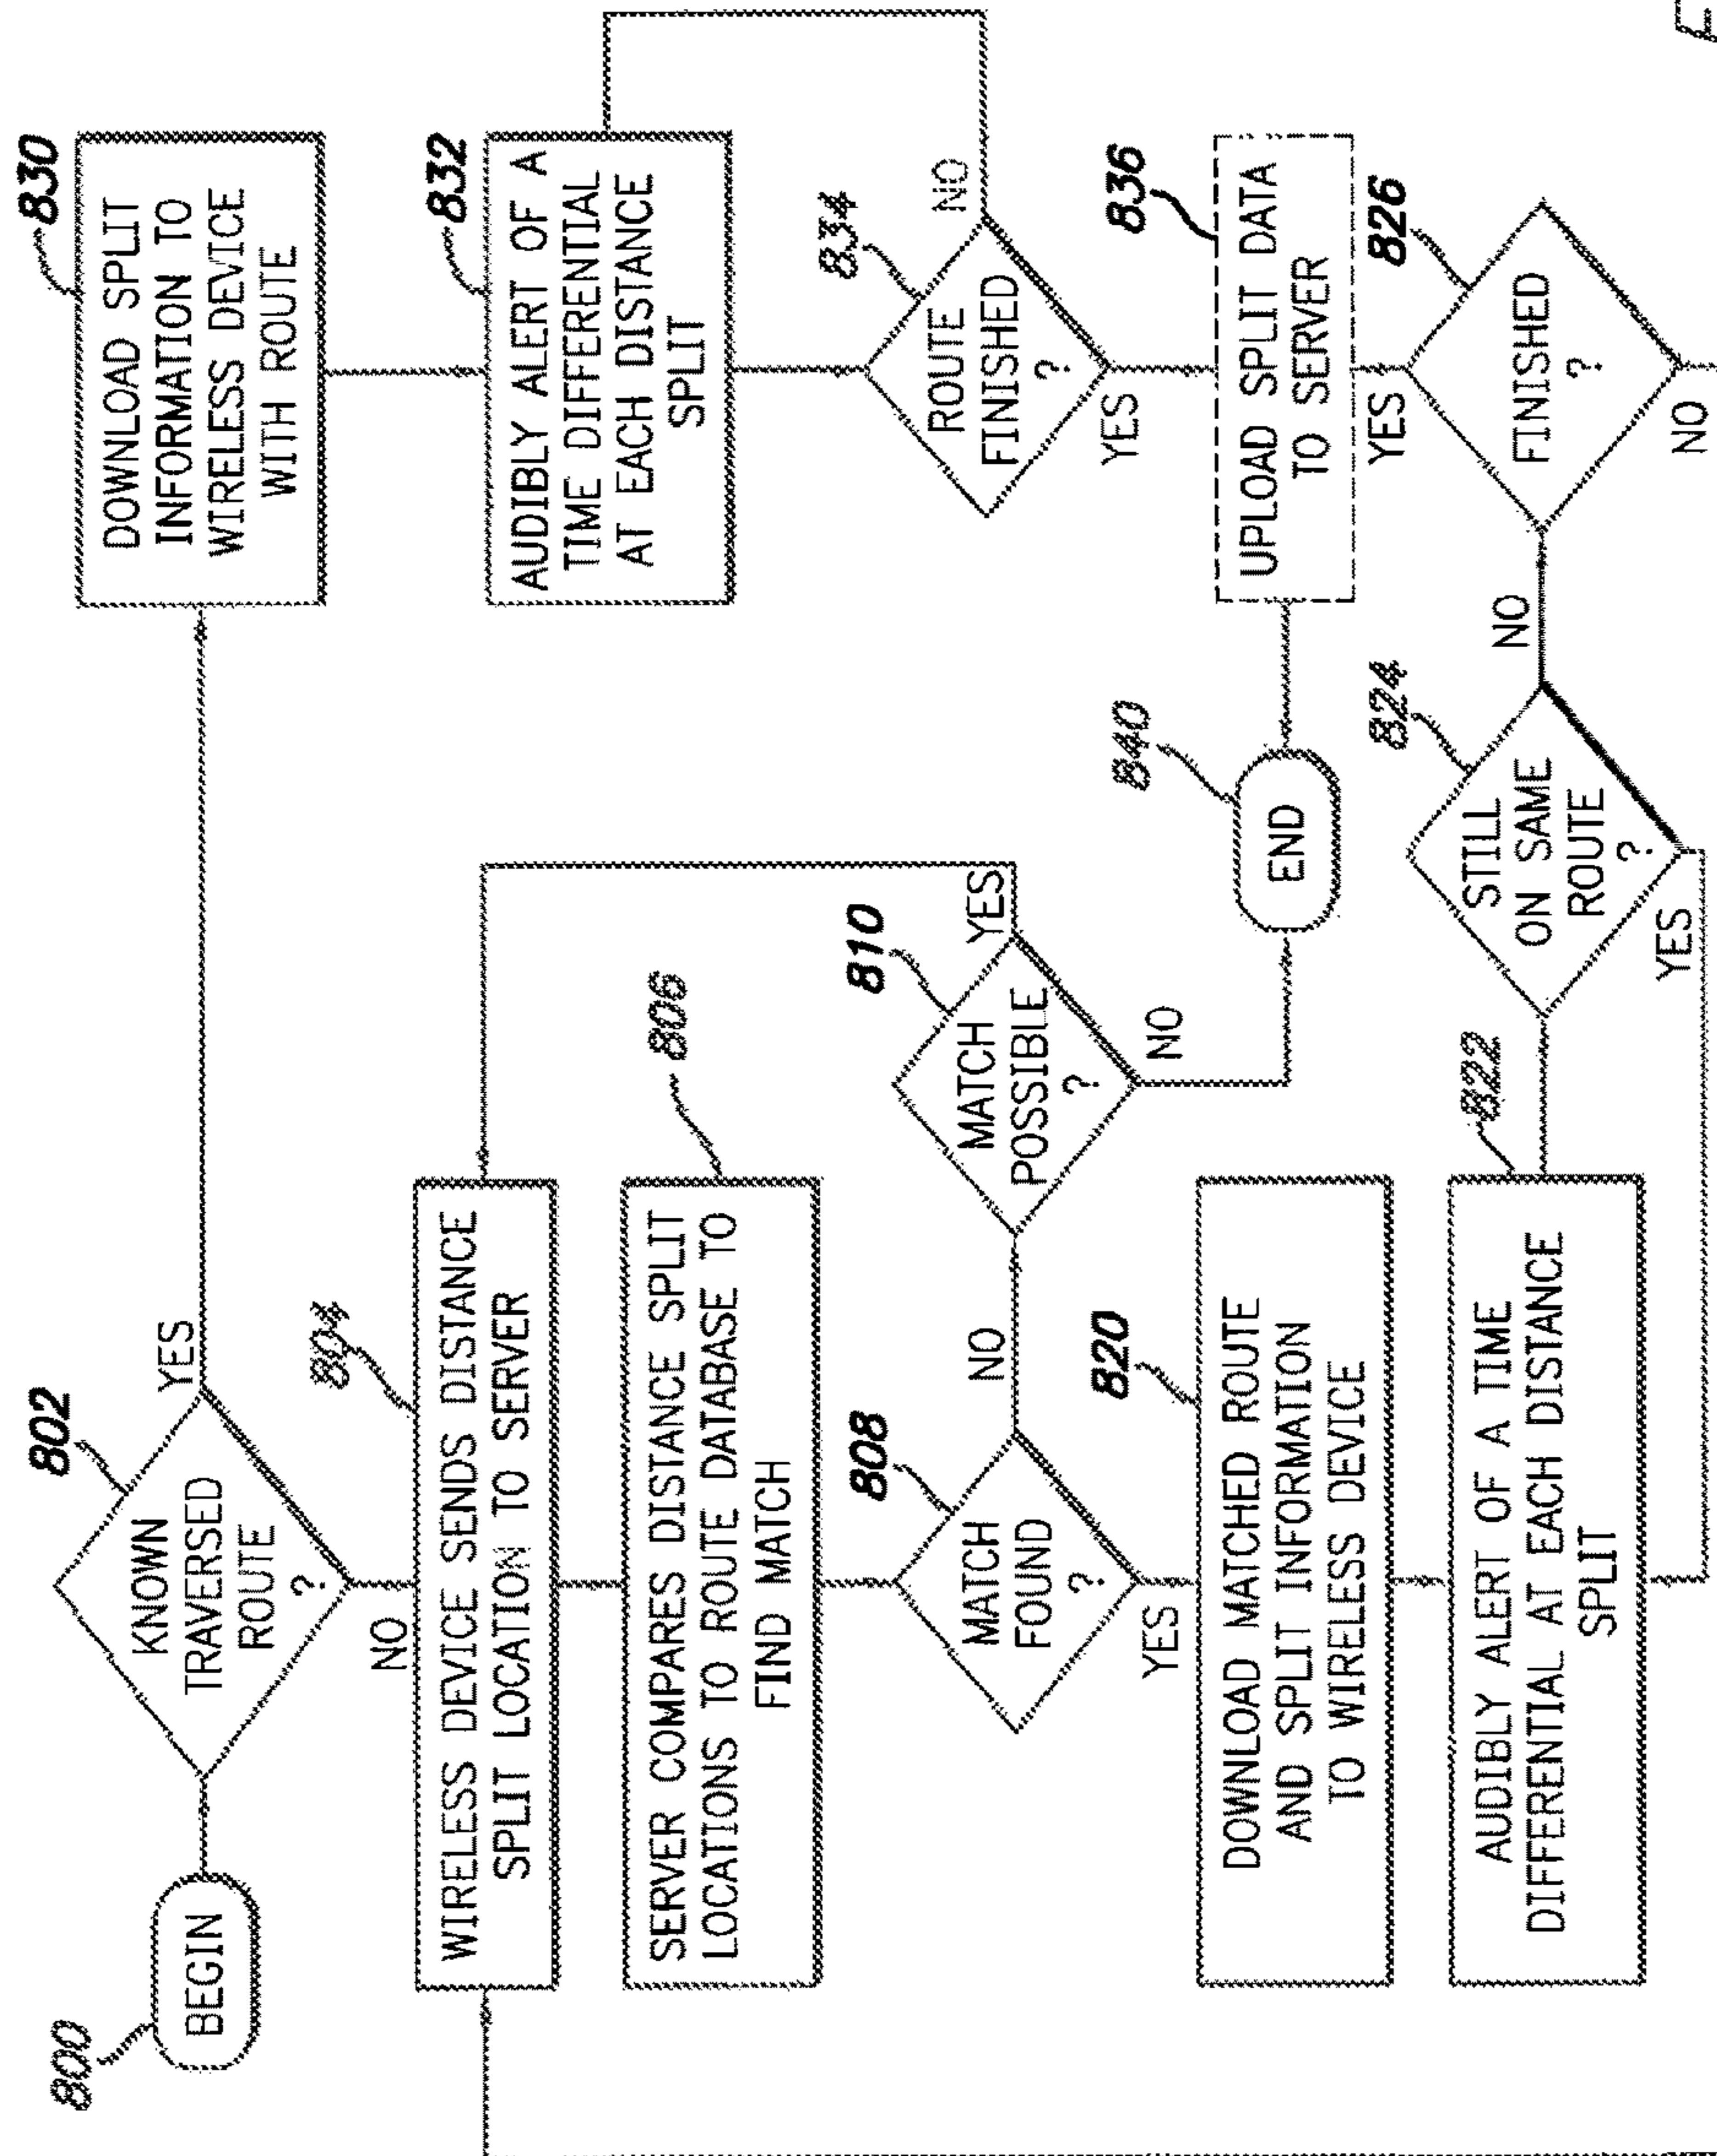 800
BEGIN
802
KNOWN
TRAVERSED
ROUTE
?
YES
NO
804
WIRELESS DEVICE SENDS DISTANCE
SPLIT LOCATION TO SERVER
806
SERVER COMPARES DISTANCE SPLIT
LOCATIONS TO ROUTE DATABASE TO
FIND MATCH
808
MATCH
FOUND
?
NO
YES
810
MATCH
POSSIBLE
?
YES
NO
820
DOWNLOAD MATCHED ROUTE
AND SPLIT INFORMATION
TO WIRELESS DEVICE
822
AUDIBLY ALERT OF A TIME
DIFFERENTIAL AT EACH DISTANCE
SPLIT
824
STILL
ON SAME
ROUTE
?
NO
YES
826
FINISHED
?
YES
NO
830
DOWNLOAD SPLIT
INFORMATION TO
WIRELESS DEVICE
WITH ROUTE
832
AUDIBLY ALERT OF A
TIME DIFFERENTIAL
AT EACH DISTANCE
SPLIT
834
ROUTE
FINISHED
?
NO
YES
836
UPLOAD SPLIT DATA
TO SERVER
840
END